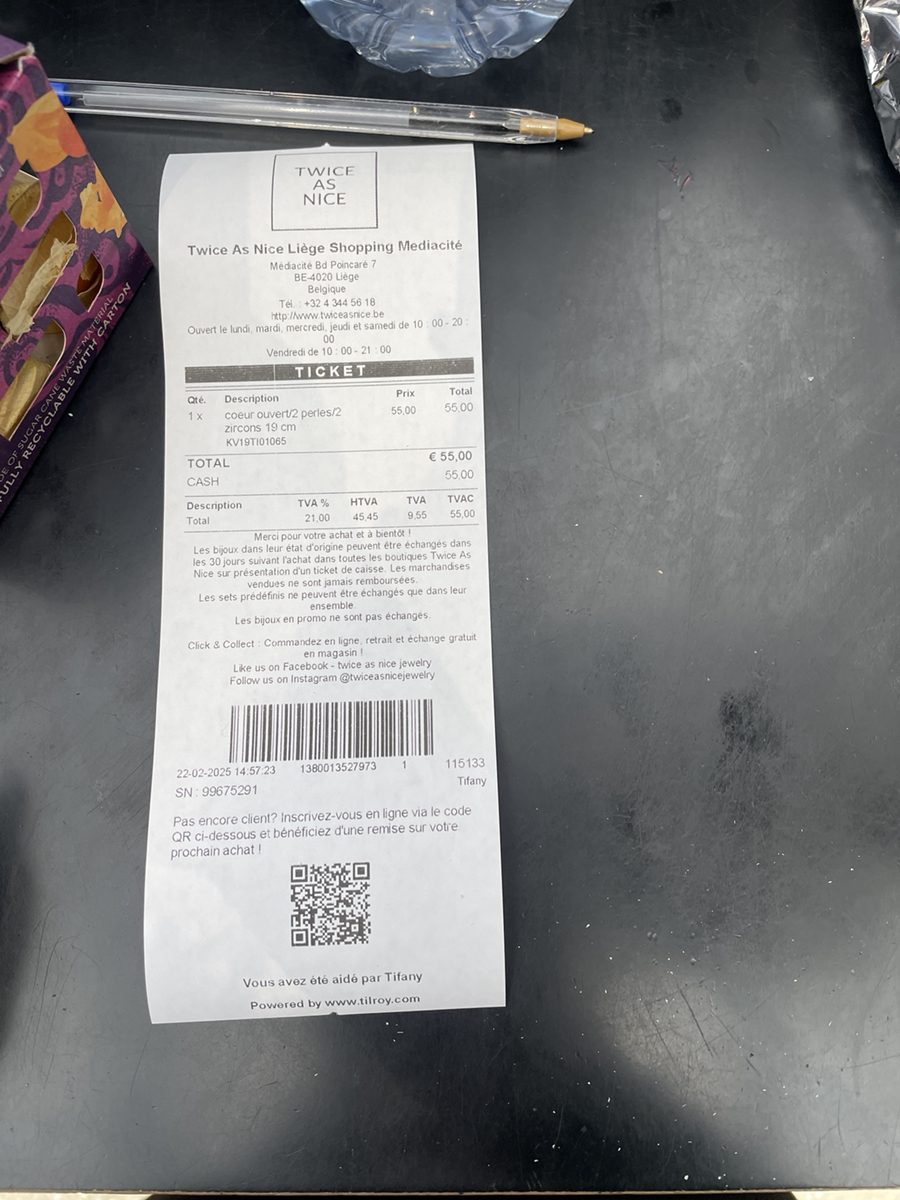 TWICE
AS
NICE
Twice As Nice Liège Shopping Mediacité
Médiacité Bd Poincaré 7
BE-4020 Liège
Belgique
Tél. : +32 4 344 56 18
http://www.twiceasnice.be
Ouvert le lundi, mardi, mercredi, jeudi et samedi de 10 : 00 - 20 :
00
Vendredi de 10 : 00 - 21 : 00
TICKET
Qté. Description Prix Total
1 x coeur ouvert/2 perles/2 55,00 55,00
zircons 19 cm
KV19TI01065
TOTAL € 55,00
CASH 55,00
Description TVA % HTVA TVA TVAC
Total 21,00 45,45 9,55 55,00
Merci pour votre achat et à bientôt !
Les bijoux dans leur état d'origine peuvent être échangés dans
les 30 jours suivant l'achat dans toutes les boutiques Twice As
Nice sur présentation d'un ticket de caisse. Les marchandises
vendues ne sont jamais remboursées.
Les sets prédéfinis ne peuvent être échangés que dans leur
ensemble.
Les bijoux en promo ne sont pas échangés.
Click & Collect : Commandez en ligne, retrait et échange gratuit
en magasin !
Like us on Facebook - twice as nice jewelry
Follow us on Instagram @twiceasnicejewelry
22-02-2025 14:57:23 1380013527973 1 115133
SN : 99675291 Tifany
Pas encore client? Inscrivez-vous en ligne via le code
QR ci-dessous et bénéficiez d'une remise sur votre
prochain achat !
Vous avez été aidé par Tifany
Powered by www.tilroy.com
OF SUGAR CANE WASTE MATERIAL
FULLY RECYCLABLE WITH CARTON